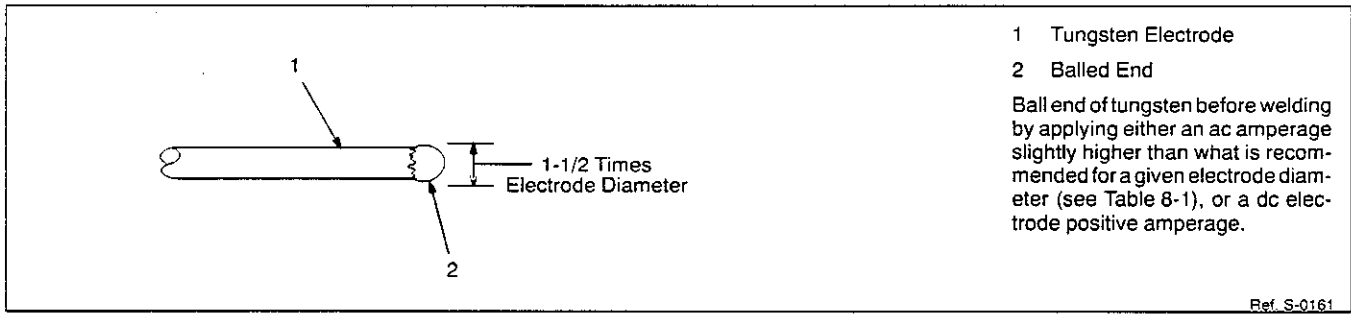 1
1-1/2 Times
Electrode Diameter
2
1 Tungsten Electrode
2 Balled End
Ball end of tungsten before welding
by applying either an ac amperage
slightly higher than what is recom-
mended for a given electrode diam-
eter (see Table 8-1), or a dc elec-
trode positive amperage.
Ref. S-0161